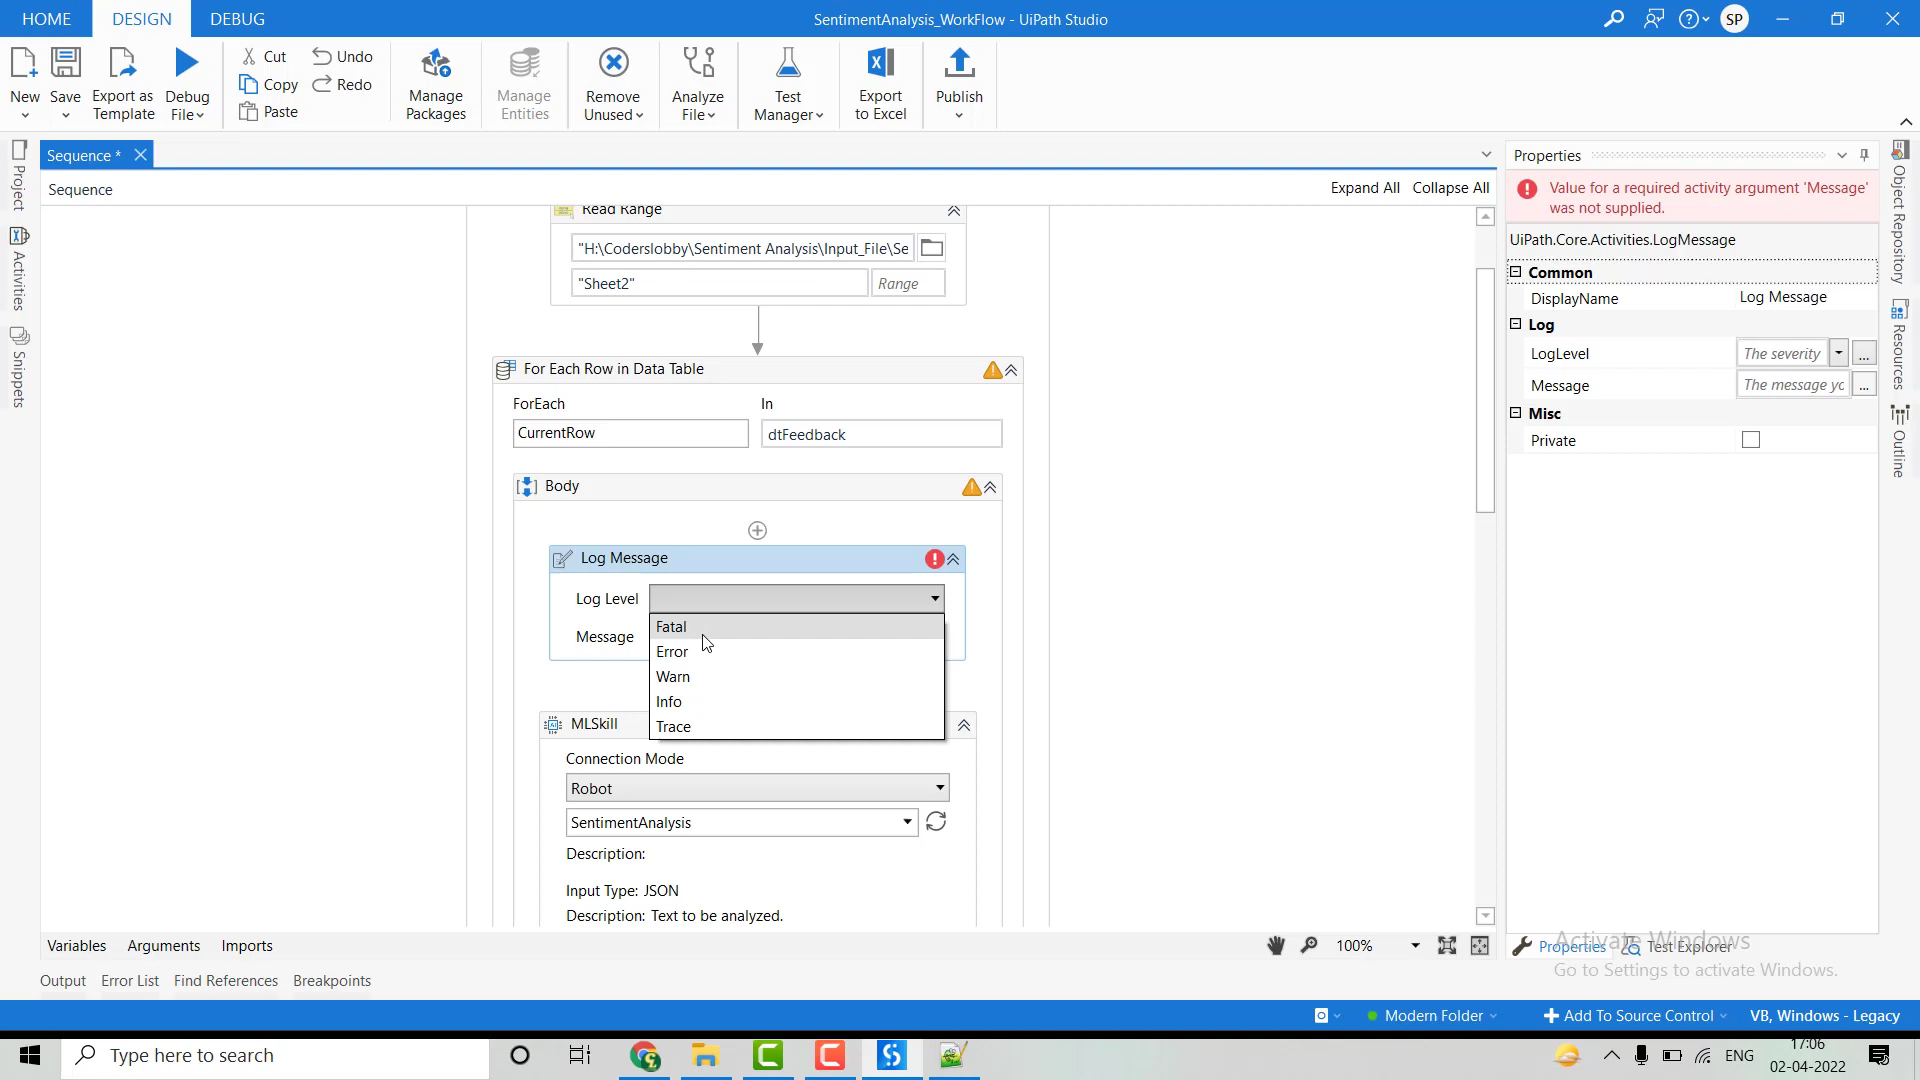 HOME DESIGN DEBUG
SentimentAnalysis_WorkFlow - UiPath Studio
SP
New
Save
Export as Template
Debug File
Cut
Copy
Paste
Undo
Redo
Manage Packages
Manage Entities
Remove Unused
Analyze File
Test Manager
Export to Excel
Publish
Project
Activities
Snippets
Sequence *
Sequence
Expand All Collapse All
Read Range
"H:\Coderslobby\Sentiment Analysis\Input_File\Se
"Sheet2" Range
For Each Row in Data Table
ForEach In
CurrentRow dtFeedback
Body
Log Message
Log Level
Message
Fatal
Error
Warn
Info
Trace
MLSkill
Connection Mode
Robot
SentimentAnalysis
Description:
Input Type: JSON
Description: Text to be analyzed.
Properties
Value for a required activity argument 'Message'
was not supplied.
UiPath.Core.Activities.LogMessage
Common
DisplayName Log Message
Log
LogLevel The severity ...
Message The message yc ...
Misc
Private
Object Repository
Resources
Outline
Variables Arguments Imports
100%
Properties Test Explorer
Activate Windows
Go to Settings to activate Windows.
Output Error List Find References Breakpoints
Modern Folder Add To Source Control VB, Windows - Legacy
Type here to search
ENG
17:06
02-04-2022